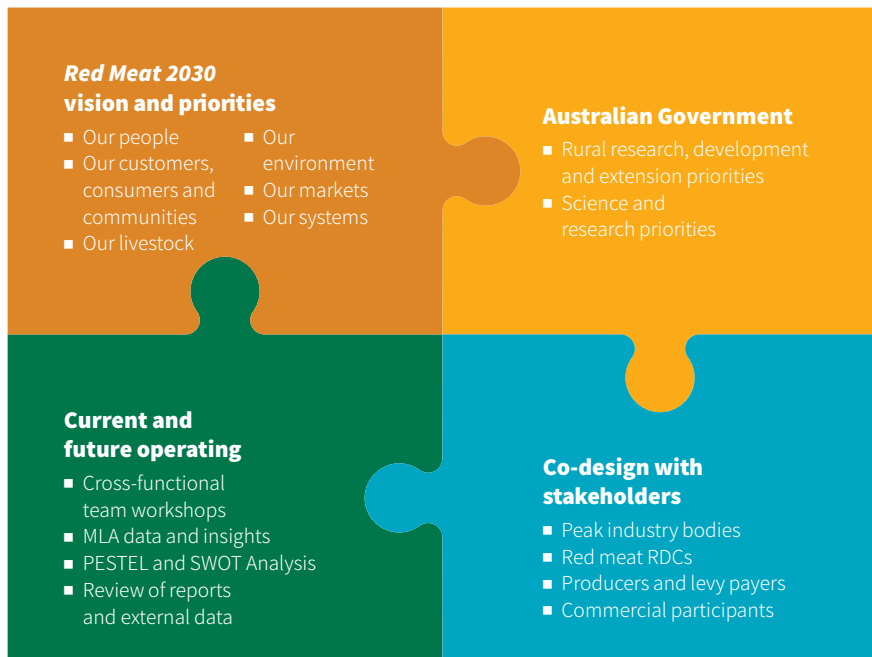 Red Meat 2030
vision and priorities
■ Our people
■ Our customers,
consumers and
communities
■ Our livestock
■ Our
environment
■ Our markets
■ Our systems
Australian Government
■ Rural research, development
and extension priorities
■ Science and
research priorities
Current and
future operating
■ Cross-functional
team workshops
■ MLA data and insights
■ PESTEL and SWOT Analysis
■ Review of reports
and external data
Co-design with
stakeholders
■ Peak industry bodies
■ Red meat RDCs
■ Producers and levy payers
■ Commercial participants